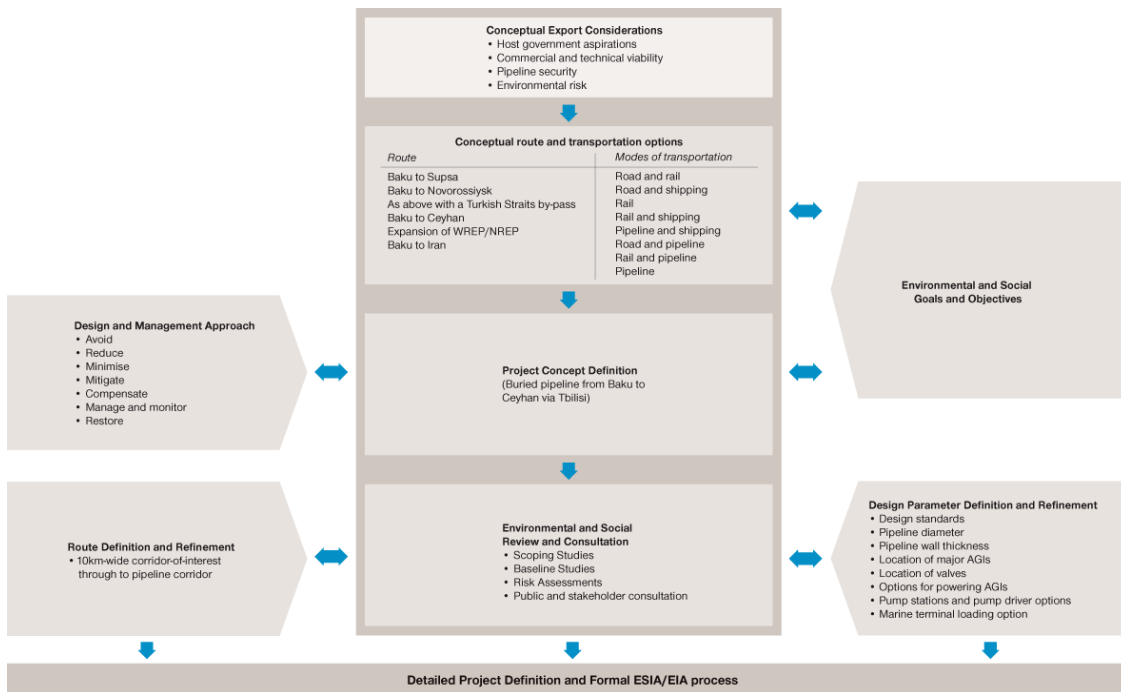 Conceptual Export Considerations
• Host government aspirations
• Commercial and technical viability
• Pipeline security
• Environmental risk
Conceptual route and transportation options
Route
Baku to Supsa
Baku to Novorossiysk
As above with a Turkish Straits by-pass
Baku to Ceyhan
Expansion of WREP/NREP
Baku to Iran
Modes of transportation
Road and rail
Road and shipping
Rail
Rail and shipping
Pipeline and shipping
Road and pipeline
Rail and pipeline
Pipeline
Environmental and Social
Goals and Objectives
Design and Management Approach
• Avoid
• Reduce
• Minimise
• Mitigate
• Compensate
• Manage and monitor
• Restore
Project Concept Definition
(Buried pipeline from Baku to
Ceyhan via Tbilisi)
Route Definition and Refinement
• 10km-wide corridor-of-interest
through to pipeline corridor
Environmental and Social
Review and Consultation
• Scoping Studies
• Baseline Studies
• Risk Assessments
• Public and stakeholder consultation
Design Parameter Definition and Refinement
• Design standards
• Pipeline diameter
• Pipeline wall thickness
• Location of major AGIs
• Location of valves
• Options for powering AGIs
• Pump stations and pump driver options
• Marine terminal loading option
Detailed Project Definition and Formal ESIA/EIA process